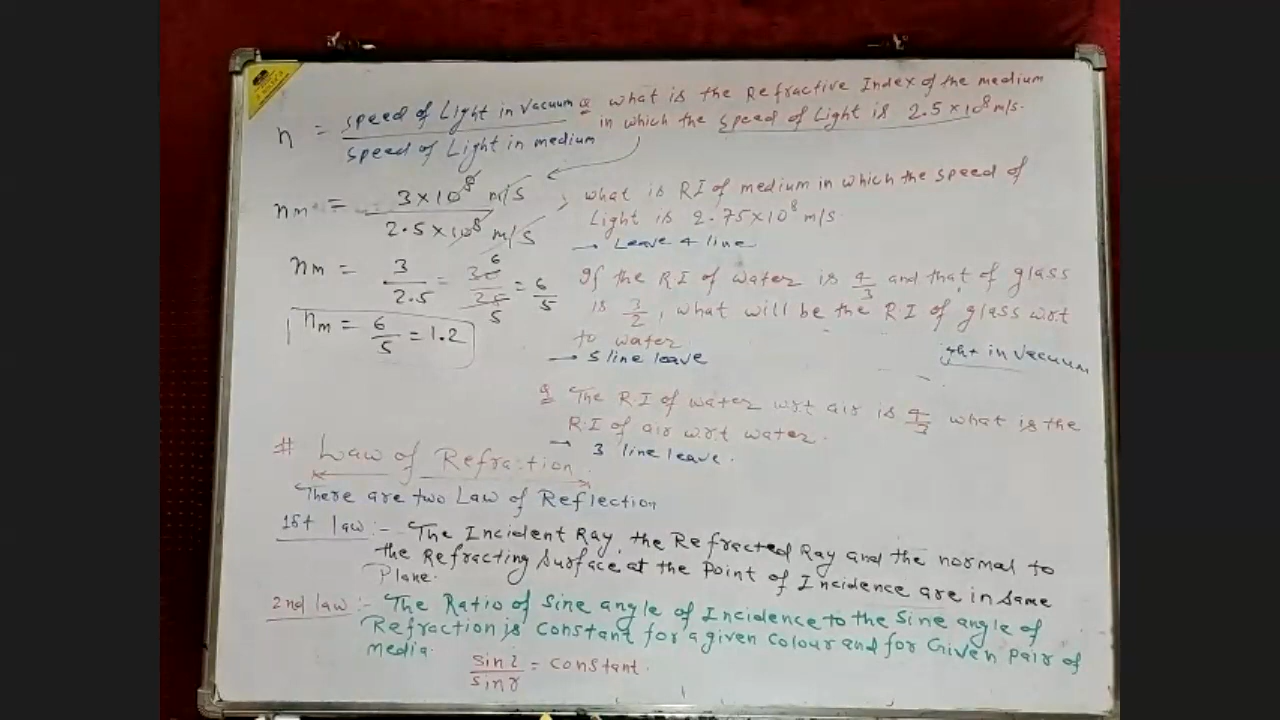 n = speed of Light in Vacuum / speed of Light in medium
Q what is the Refractive Index of the medium
in which the speed of Light is 2.5×10⁸ m/s.
nm = 3×10⁸ m/s / 2.5×10⁸ m/s
nm = 3/2.5 = 30/25 6/5 = 6/5
nm = 6/5 = 1.2
what is RI of medium in which the speed of
Light is 2.75×10⁸ m/s.
→ Leave 4 line
If the R.I of water is 4/3 and that of glass
is 3/2, what will be the R.I of glass wrt
to water
→ 5 line leave
ight in vacuum
Q The R.I of water wrt air is 4/3 what is the
R.I of air wrt water.
→ 3 line leave.
# Law of Refraction
There are two Law of Reflection
1st law :- The Incident Ray, the Refracted Ray and the normal to
the Refracting Surface at the Point of Incidence are in same
Plane.
2nd law :- The Ratio of Sine angle of Incidence to the Sine angle of
Refraction is constant for a given colour and for Given pair of
media.
sin i / sin r = constant.